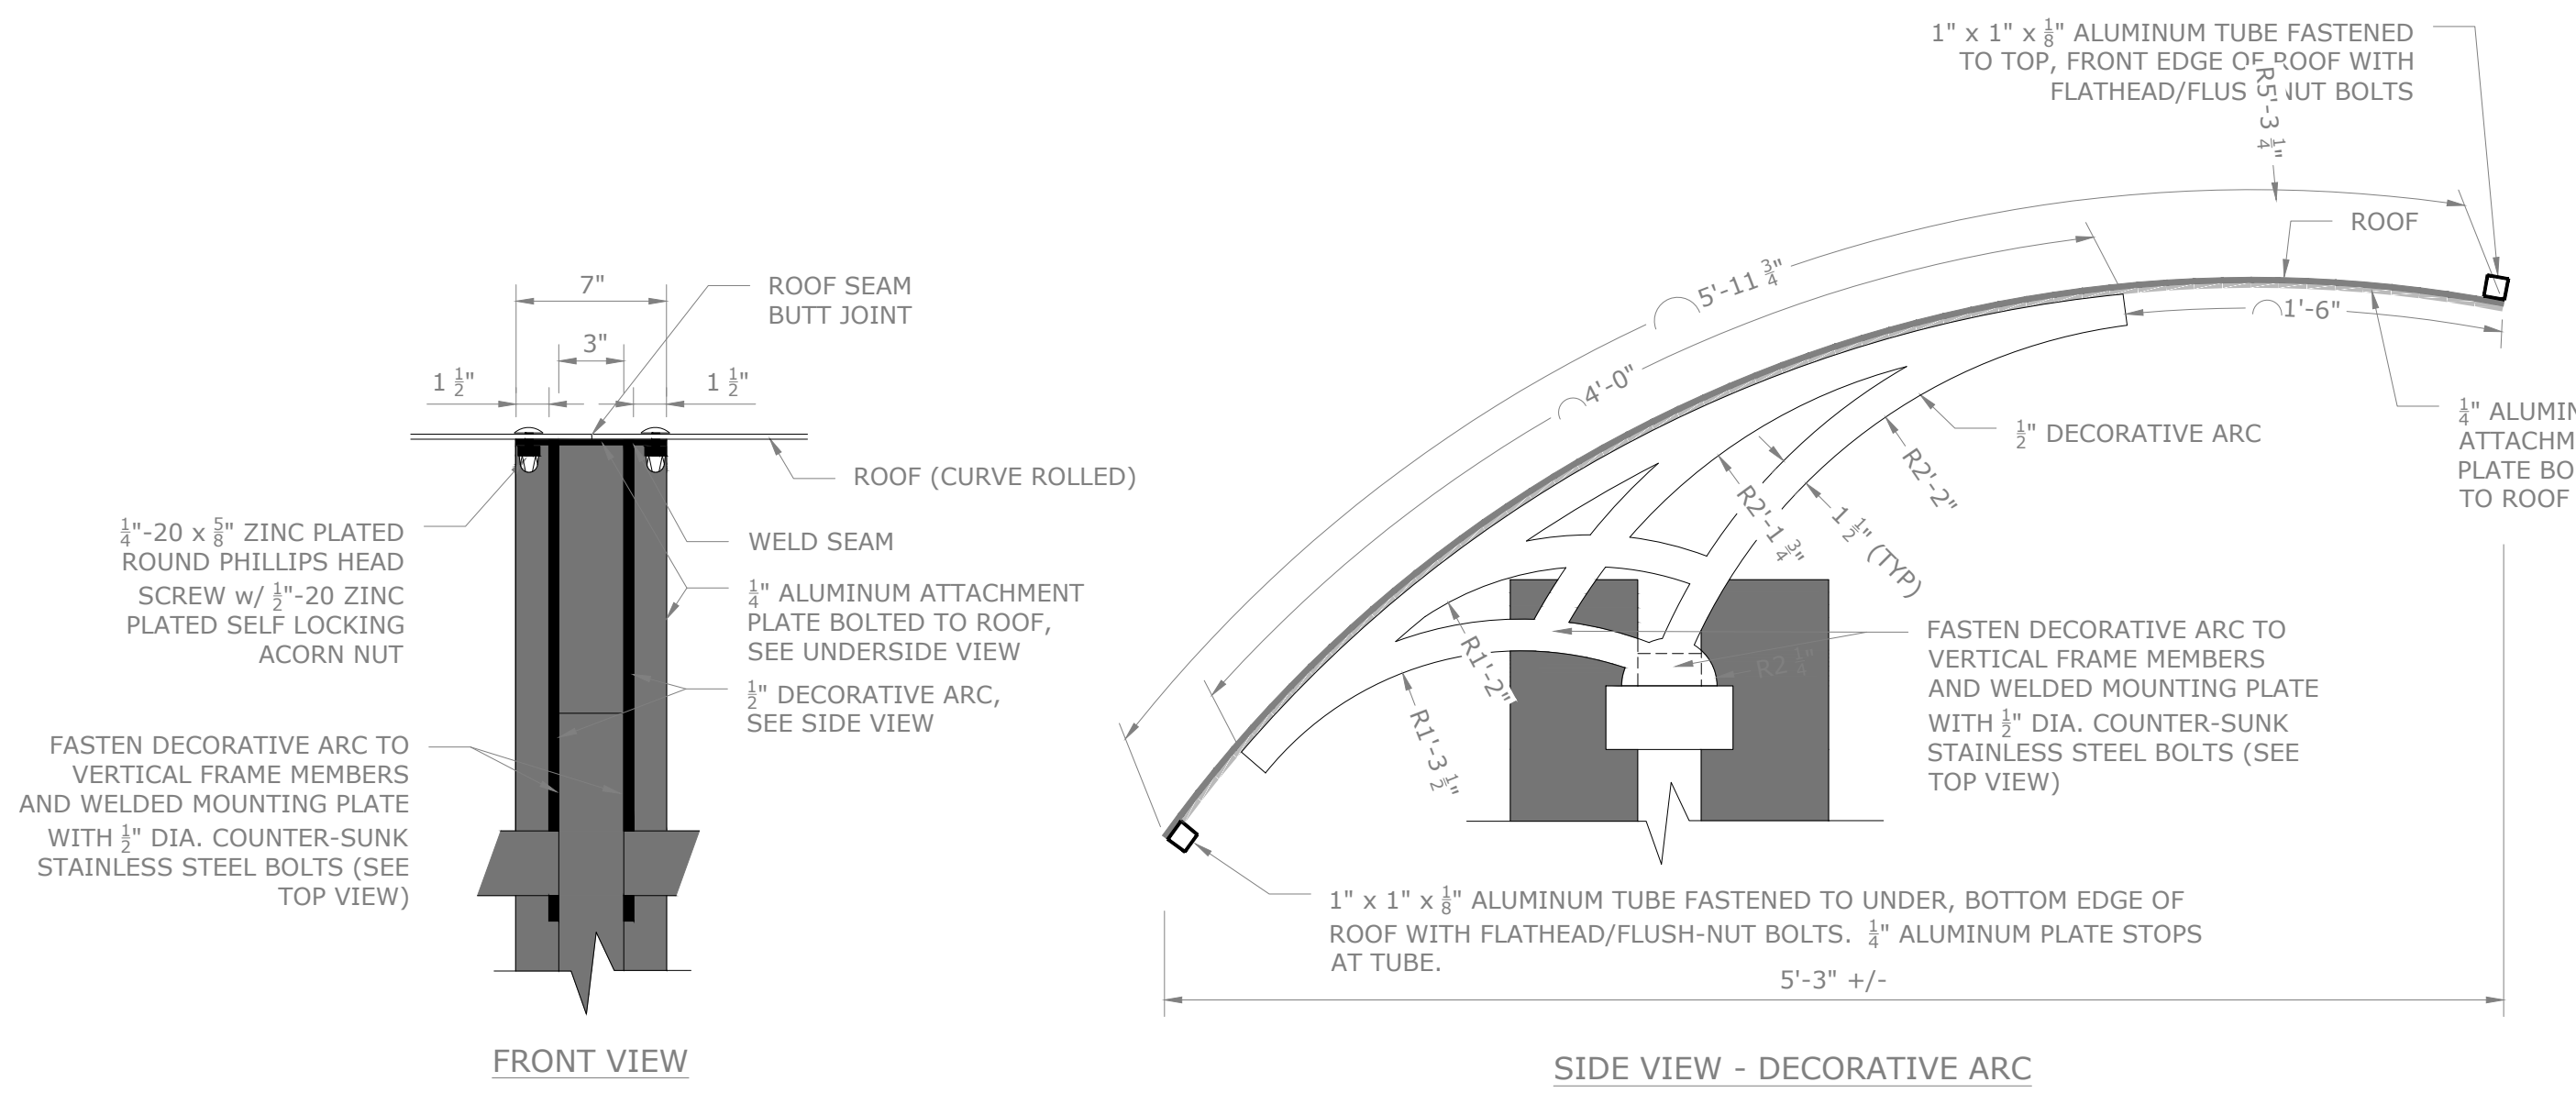 7"
3"
1 1/2"
1 1/2"
ROOF SEAM
BUTT JOINT
ROOF (CURVE ROLLED)
1/4"-20 x 5/8" ZINC PLATED
ROUND PHILLIPS HEAD
SCREW w/ 1/2"-20 ZINC
PLATED SELF LOCKING
ACORN NUT
WELD SEAM
1/4" ALUMINUM ATTACHMENT
PLATE BOLTED TO ROOF,
SEE UNDERSIDE VIEW
1/2" DECORATIVE ARC,
SEE SIDE VIEW
FASTEN DECORATIVE ARC TO
VERTICAL FRAME MEMBERS
AND WELDED MOUNTING PLATE
WITH 1/2" DIA. COUNTER-SUNK
STAINLESS STEEL BOLTS (SEE
TOP VIEW)
FRONT VIEW
1" x 1" x 1/8" ALUMINUM TUBE FASTENED
TO TOP, FRONT EDGE OF ROOF WITH
FLATHEAD/FLUS NUT BOLTS
R5'-3 1/4"
ROOF
5'-11 3/4"
4'-0"
1'-6"
1/4" ALUMIN
ATTACHM
PLATE BO
TO ROOF
1/2" DECORATIVE ARC
R2'-2"
R2'-1 3/4"
1 1/2" (TYP)
R1'-2"
R1'-3 1/2"
R2 1/4"
FASTEN DECORATIVE ARC TO
VERTICAL FRAME MEMBERS
AND WELDED MOUNTING PLATE
WITH 1/2" DIA. COUNTER-SUNK
STAINLESS STEEL BOLTS (SEE
TOP VIEW)
1" x 1" x 1/8" ALUMINUM TUBE FASTENED TO UNDER, BOTTOM EDGE OF
ROOF WITH FLATHEAD/FLUSH-NUT BOLTS. 1/4" ALUMINUM PLATE STOPS
AT TUBE.
5'-3" +/-
SIDE VIEW - DECORATIVE ARC